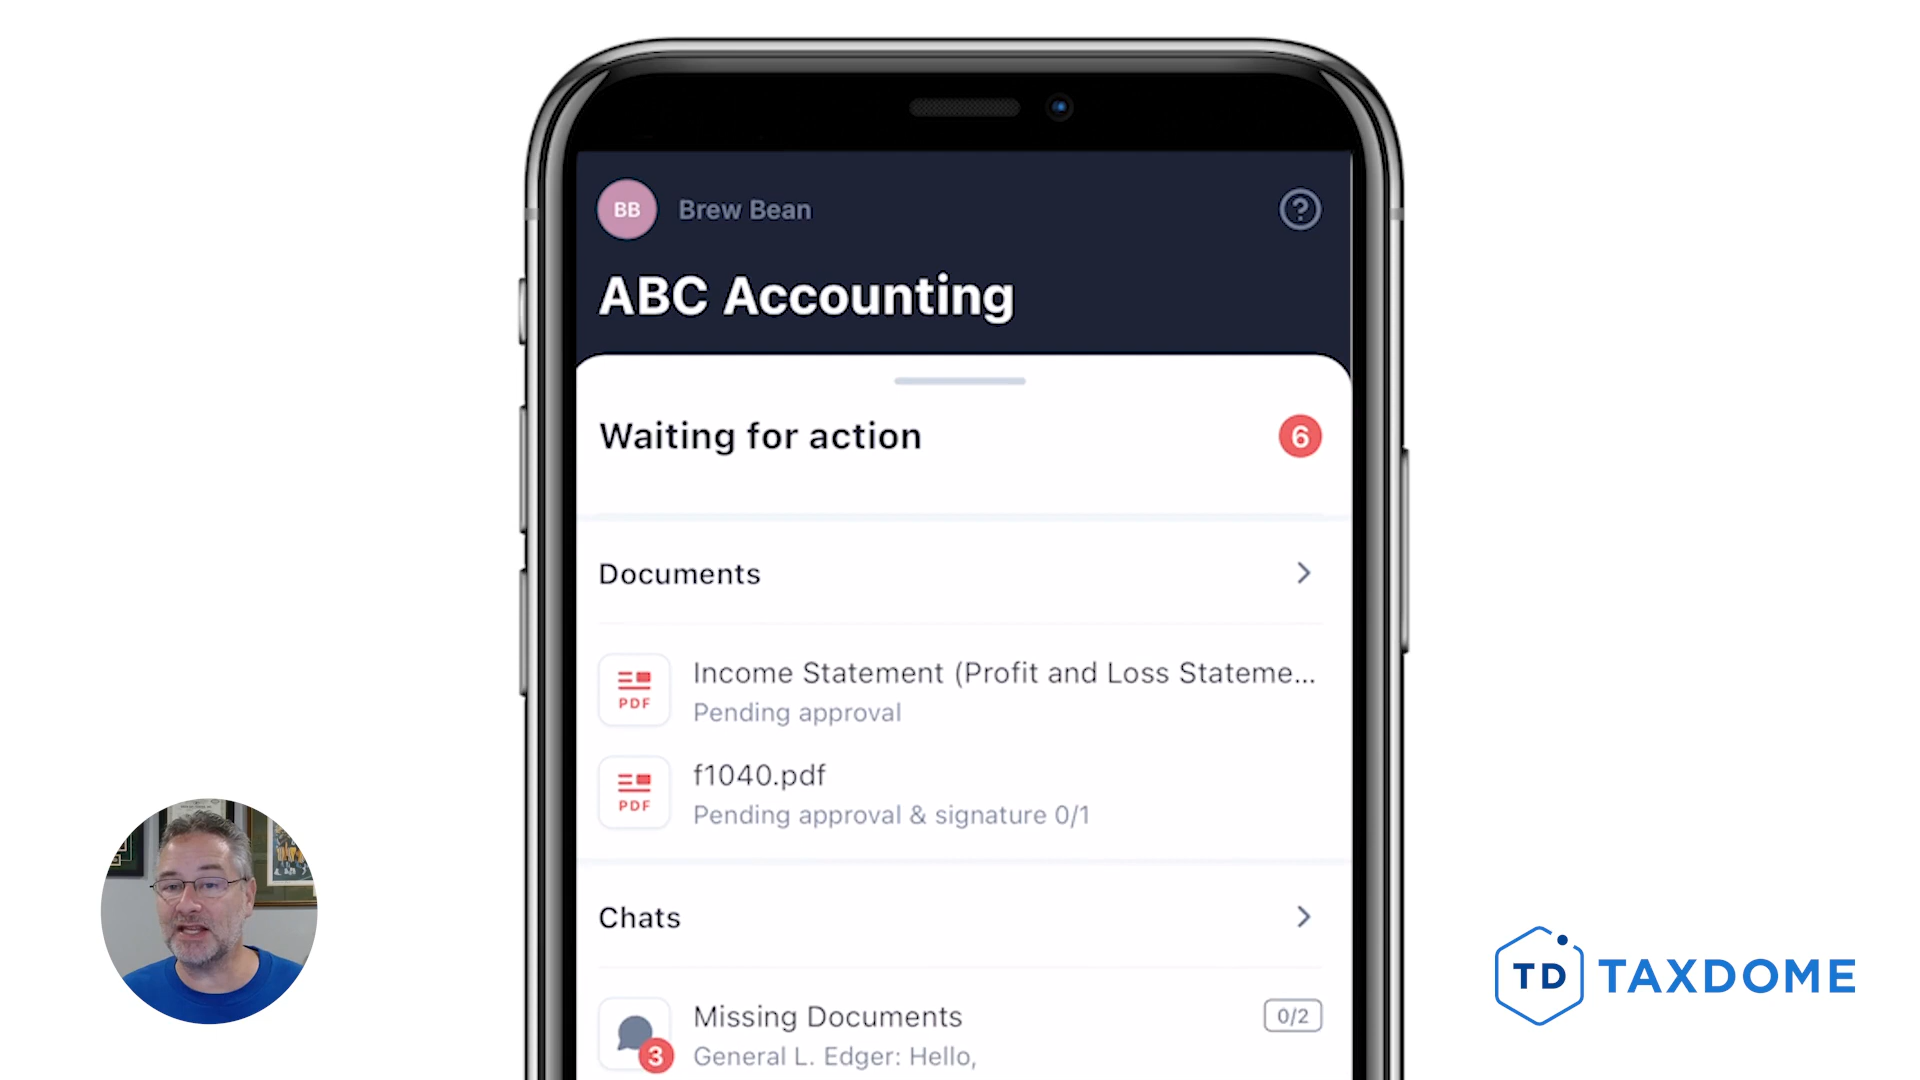 BB Brew Bean
ABC Accounting
Waiting for action 6
Documents
Income Statement (Profit and Loss Stateme...
PDF
Pending approval
f1040.pdf
PDF
Pending approval & signature 0/1
Chats
Missing Documents 0/2
3
General L. Edger: Hello,
TD TAXDOME